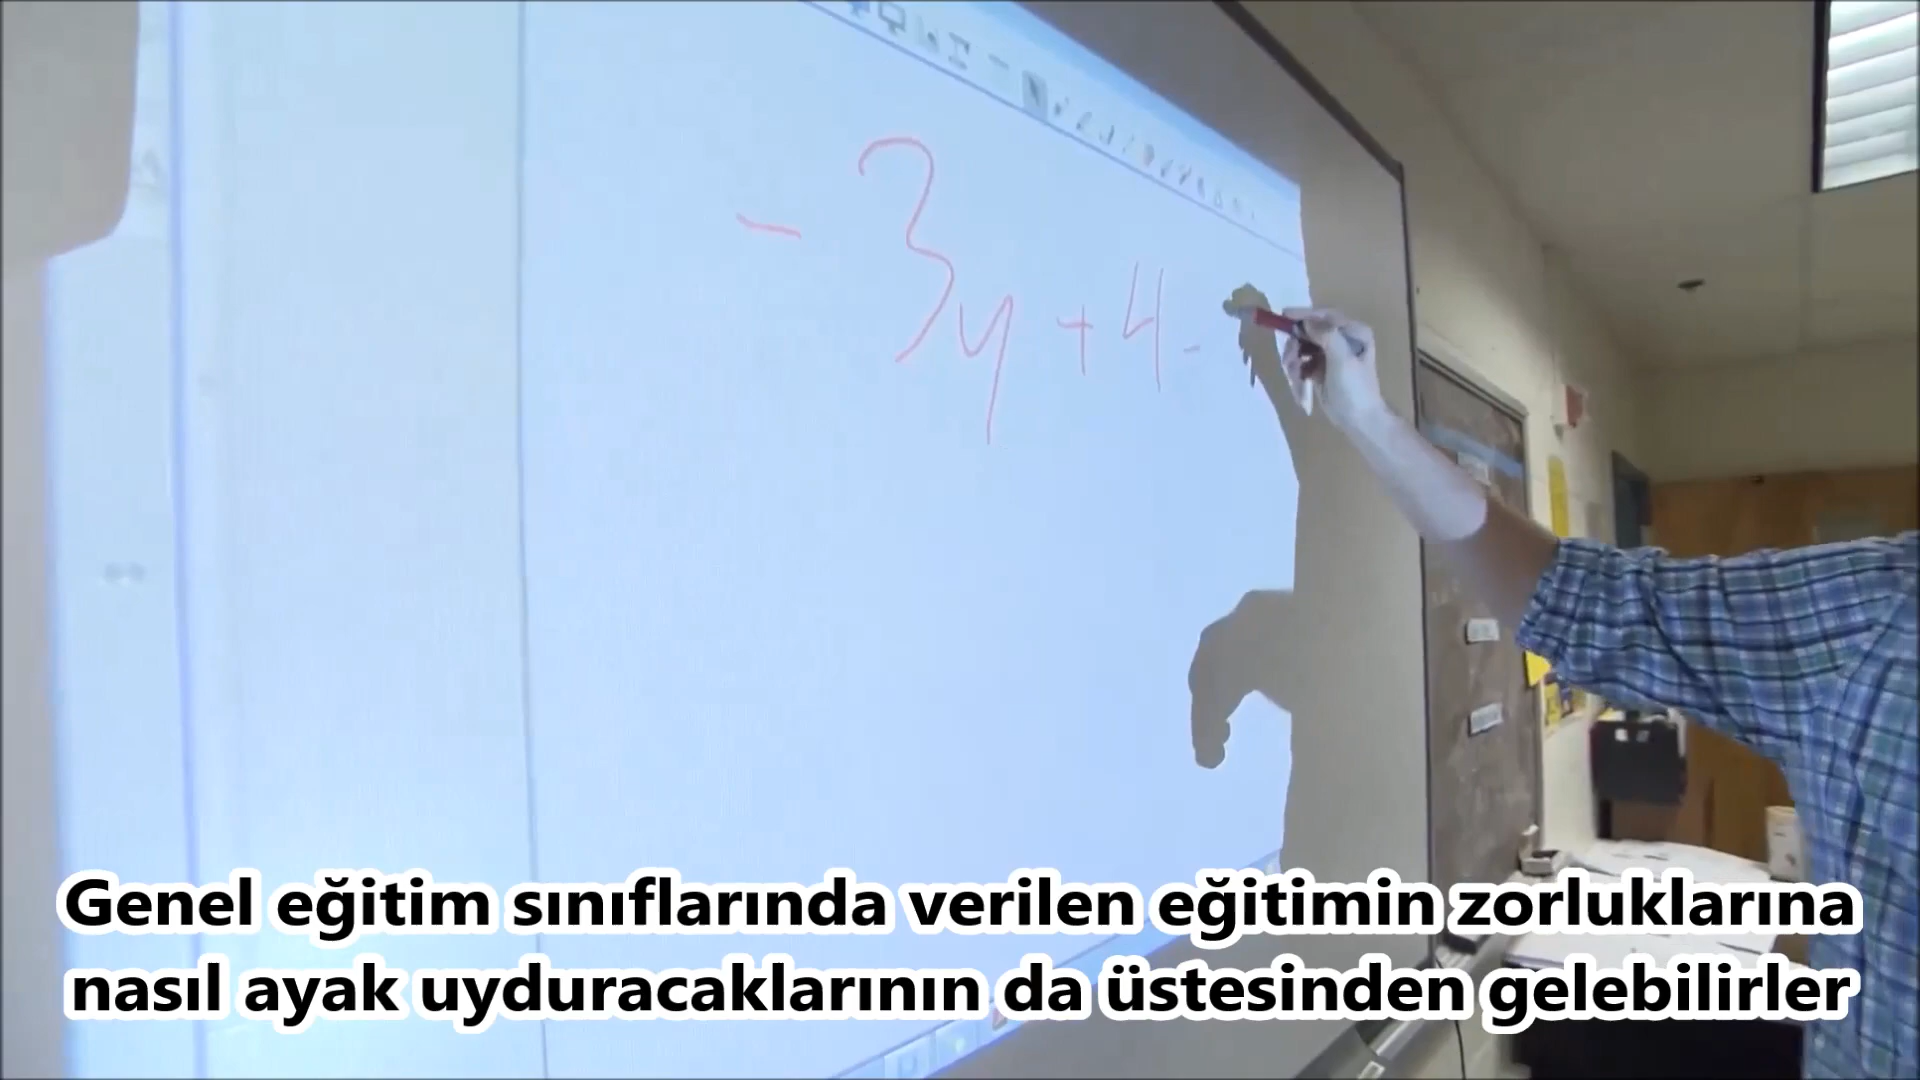 -3y+4-
Genel eğitim sınıflarında verilen eğitimin zorluklarına
nasıl ayak uyduracaklarının da üstesinden gelebilirler